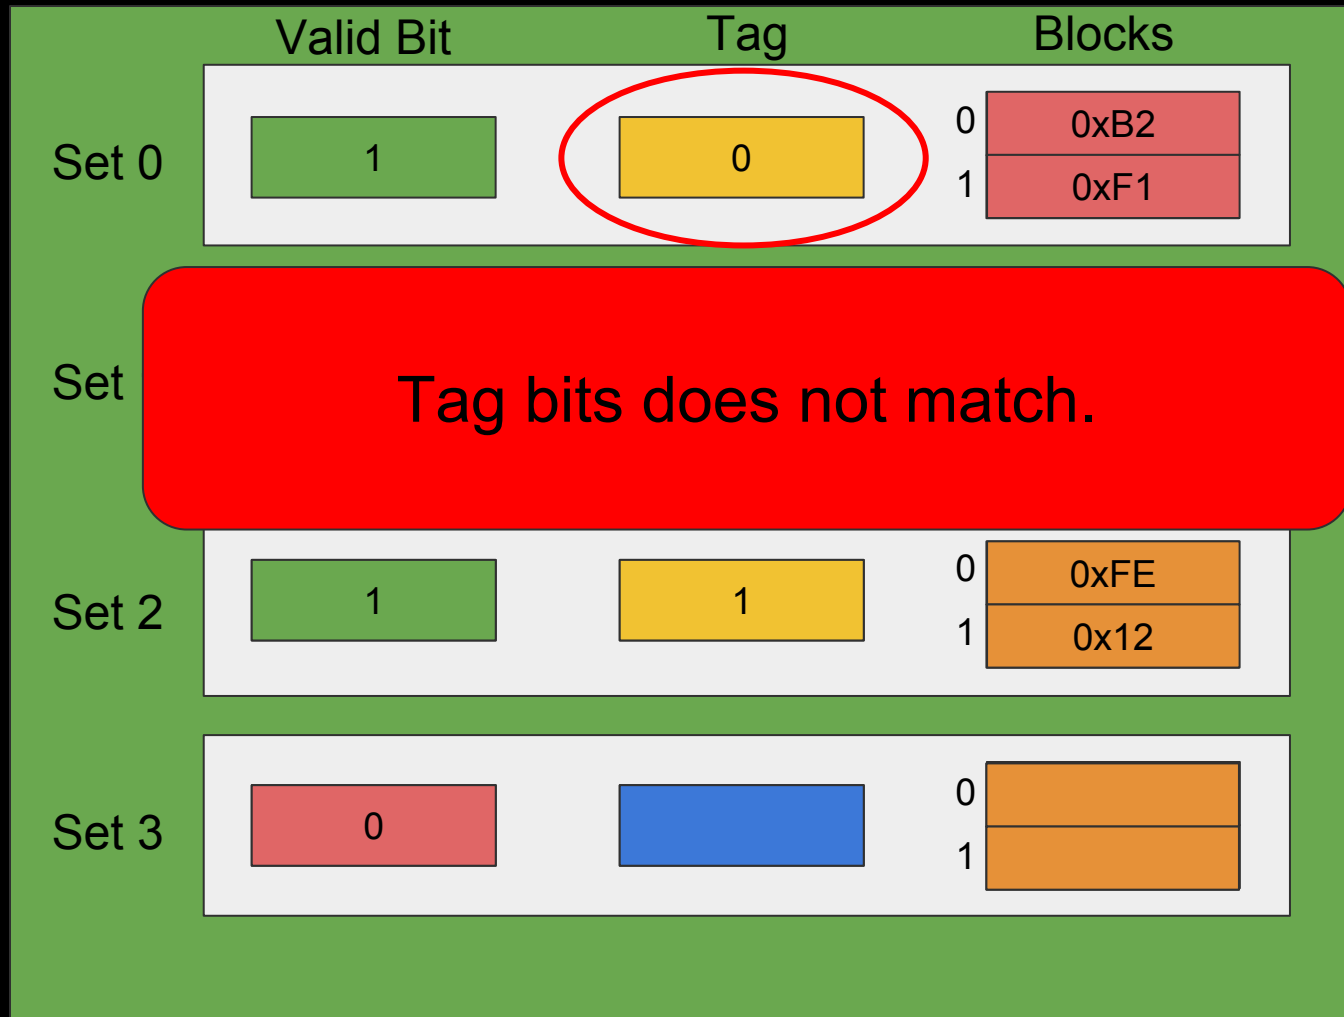 Valid Bit Tag Blocks
Set 0 1 0 0 0xB2
1 0xF1
Set
Tag bits does not match.
Set 2 1 1 0 0xFE
1 0x12
Set 3 0 0
1